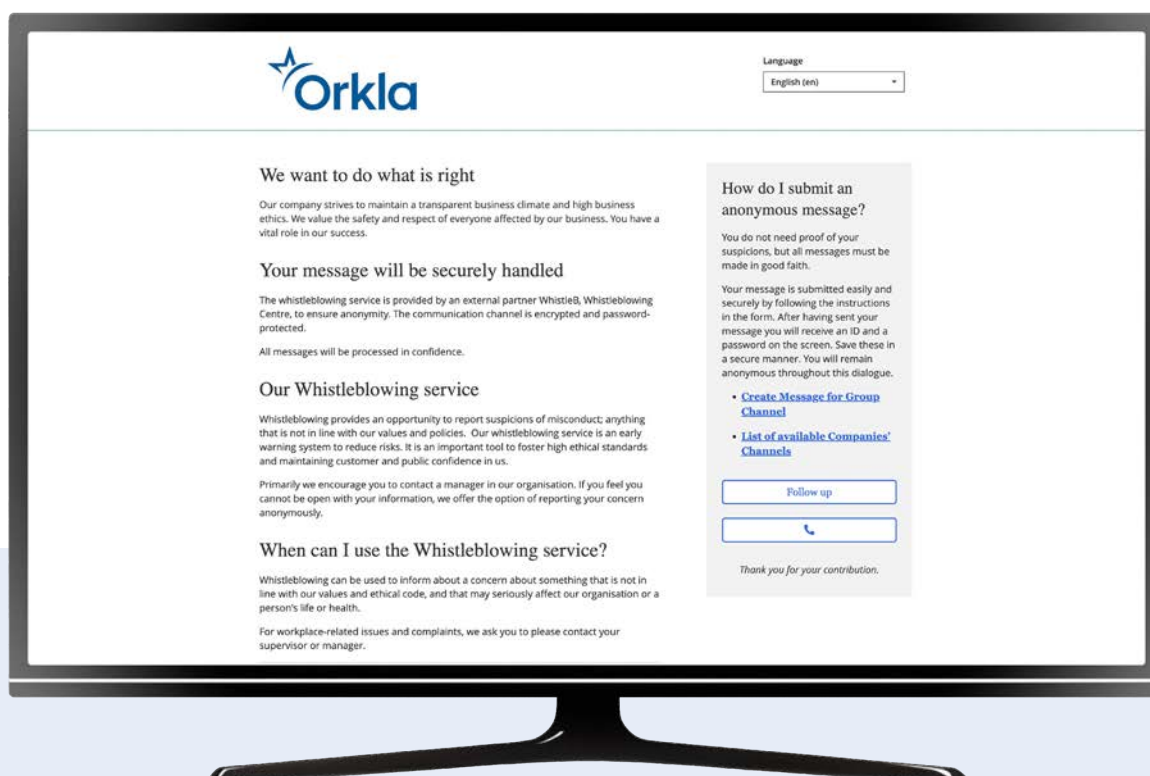 Orkla
Language
English (en)
We want to do what is right
Our company strives to maintain a transparent business climate and high business
ethics. We value the safety and respect of everyone affected by our business. You have a
vital role in our success.
Your message will be securely handled
The whistleblowing service is provided by an external partner WhistleB, Whistleblowing
Centre, to ensure anonymity. The communication channel is encrypted and password-
protected.
All messages will be processed in confidence.
Our Whistleblowing service
Whistleblowing provides an opportunity to report suspicions of misconduct; anything
that is not in line with our values and policies. Our whistleblowing service is an early
warning system to reduce risks. It is an important tool to foster high ethical standards
and maintaining customer and public confidence in us.
Primarily we encourage you to contact a manager in our organisation. If you feel you
cannot be open with your information, we offer the option of reporting your concern
anonymously.
When can I use the Whistleblowing service?
Whistleblowing can be used to inform about a concern about something that is not in
line with our values and ethical code, and that may seriously affect our organisation or a
person's life or health.
For workplace-related issues and complaints, we ask you to please contact your
supervisor or manager.
How do I submit an
anonymous message?
You do not need proof of your
suspicions, but all messages must be
made in good faith.
Your message is submitted easily and
securely by following the instructions
in the form. After having sent your
message you will receive an ID and a
password on the screen. Save these in
a secure manner. You will remain
anonymous throughout this dialogue.
• Create Message for Group
Channel
• List of available Companies'
Channels
Follow up
Thank you for your contribution.